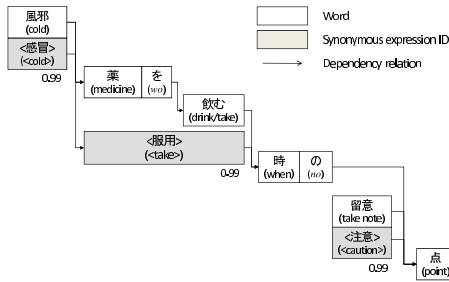 風邪
(cold)
<感冒>
(<cold>)
0.99
薬 を
(medicine) (wo)
飲む
(drink/take)
<服用>
(<take>)
0.99
時 の
(when) (no)
留意
(take note)
<注意>
(<caution>)
0.99
点
(point)
Word
Synonymous expression ID
Dependency relation